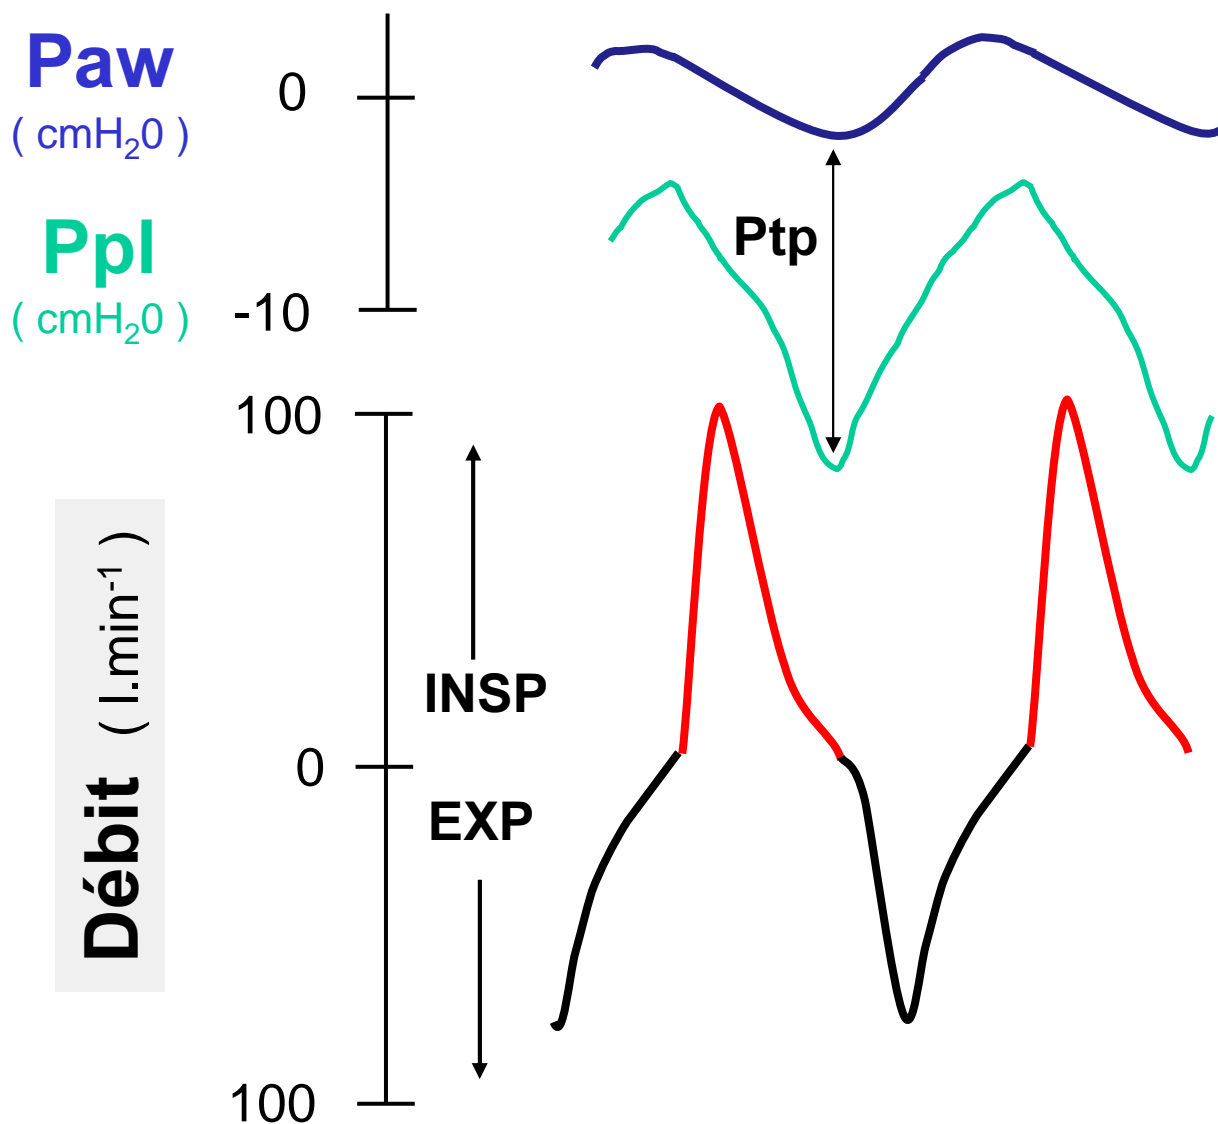 Paw
( cmH₂0 )
0
Ppl
( cmH₂0 )
-10
Ptp
100
Débit ( l.min⁻¹ )
INSP
0
EXP
100